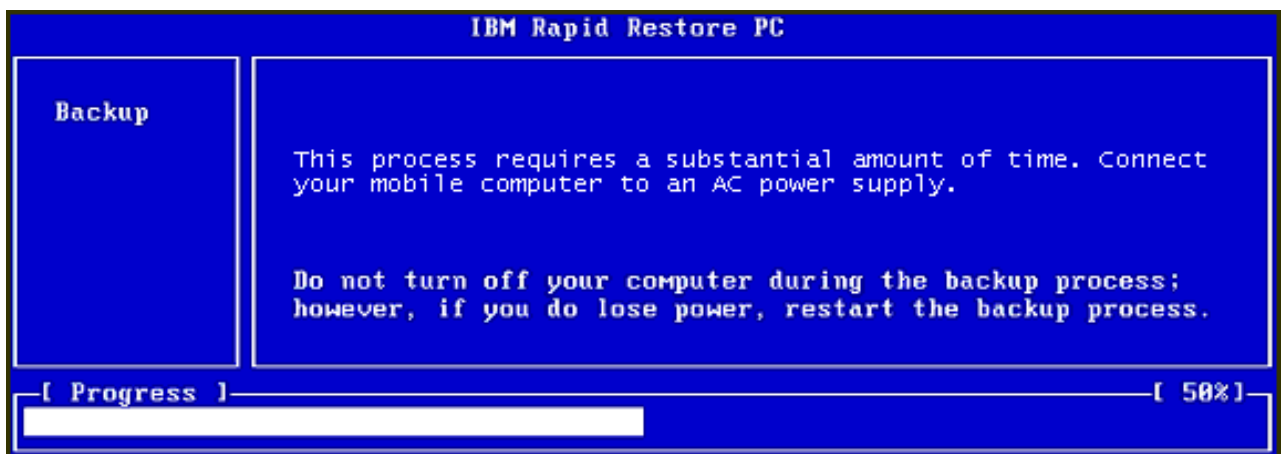 IBM Rapid Restore PC
Backup
This process requires a substantial amount of time. Connect
your mobile computer to an AC power supply.
Do not turn off your computer during the backup process;
however, if you do lose power, restart the backup process.
[ Progress ]
[ 50%]